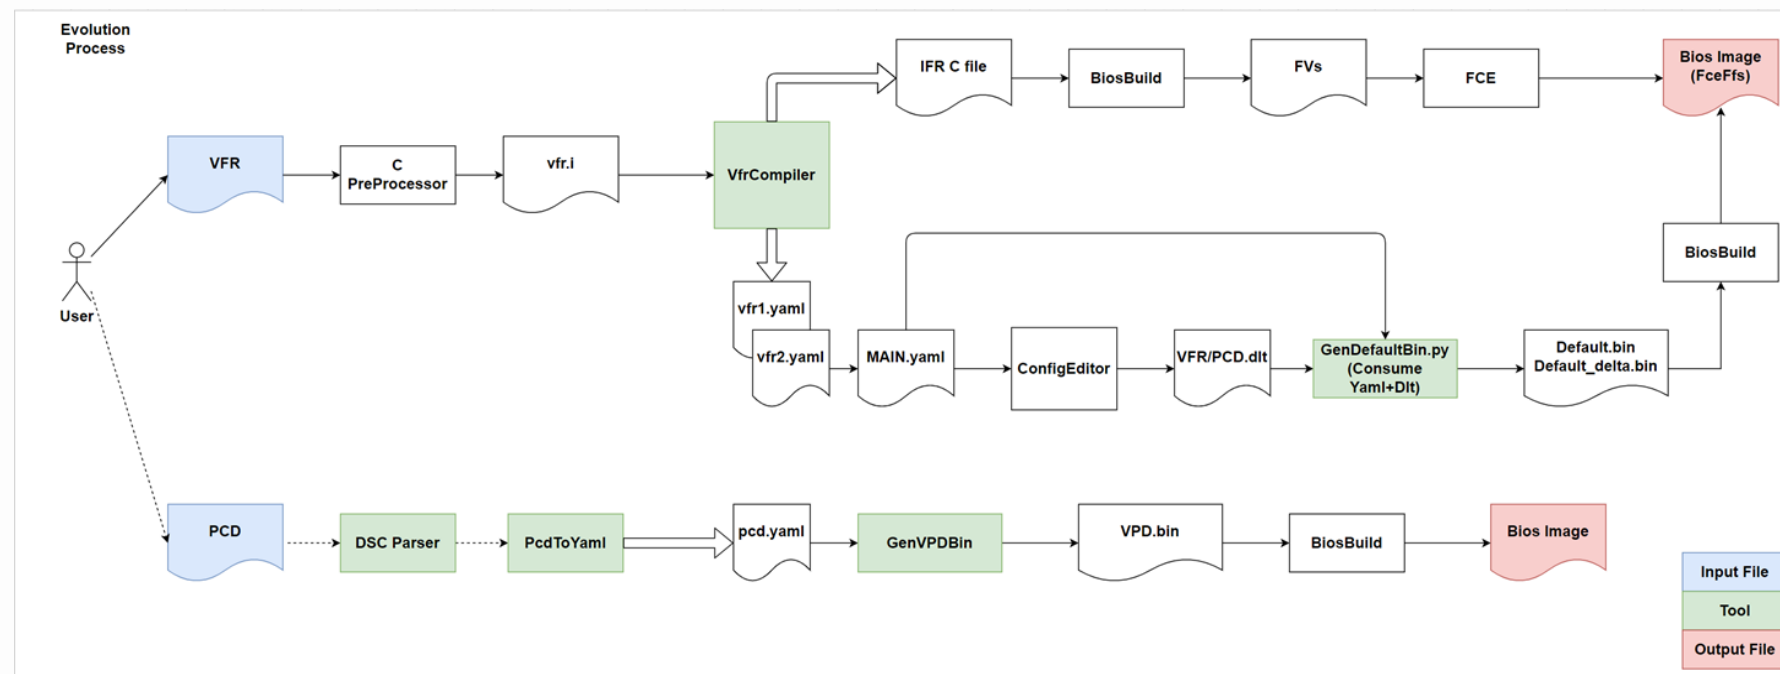 Evolution
Process
IFR C file
BiosBuild
FVs
FCE
Bios Image
(FceFfs)
VFR
C
PreProcessor
vfr.i
VfrCompiler
BiosBuild
User
vfr1.yaml
vfr2.yaml
MAIN.yaml
ConfigEditor
VFR/PCD.dlt
GenDefaultBin.py
(Consume
Yaml+Dlt)
Default.bin
Default_delta.bin
PCD
DSC Parser
PcdToYaml
pcd.yaml
GenVPDBin
VPD.bin
BiosBuild
Bios Image
Input File
Tool
Output File